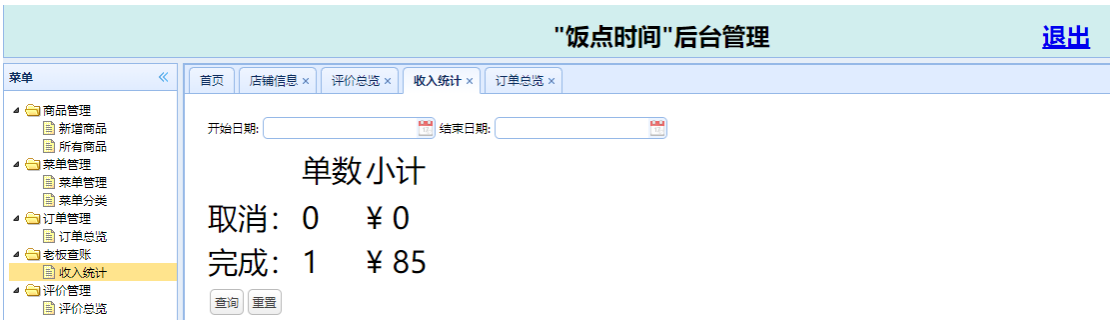 "饭点时间"后台管理
退出
菜单
商品管理
新增商品
所有商品
菜单管理
菜单管理
菜单分类
订单管理
订单总览
老板查账
收入统计
评价管理
评价总览
首页 店铺信息 评价总览 收入统计 订单总览
开始日期: 结束日期:
单数 小计
取消: 0 ¥ 0
完成: 1 ¥ 85
查询 重置